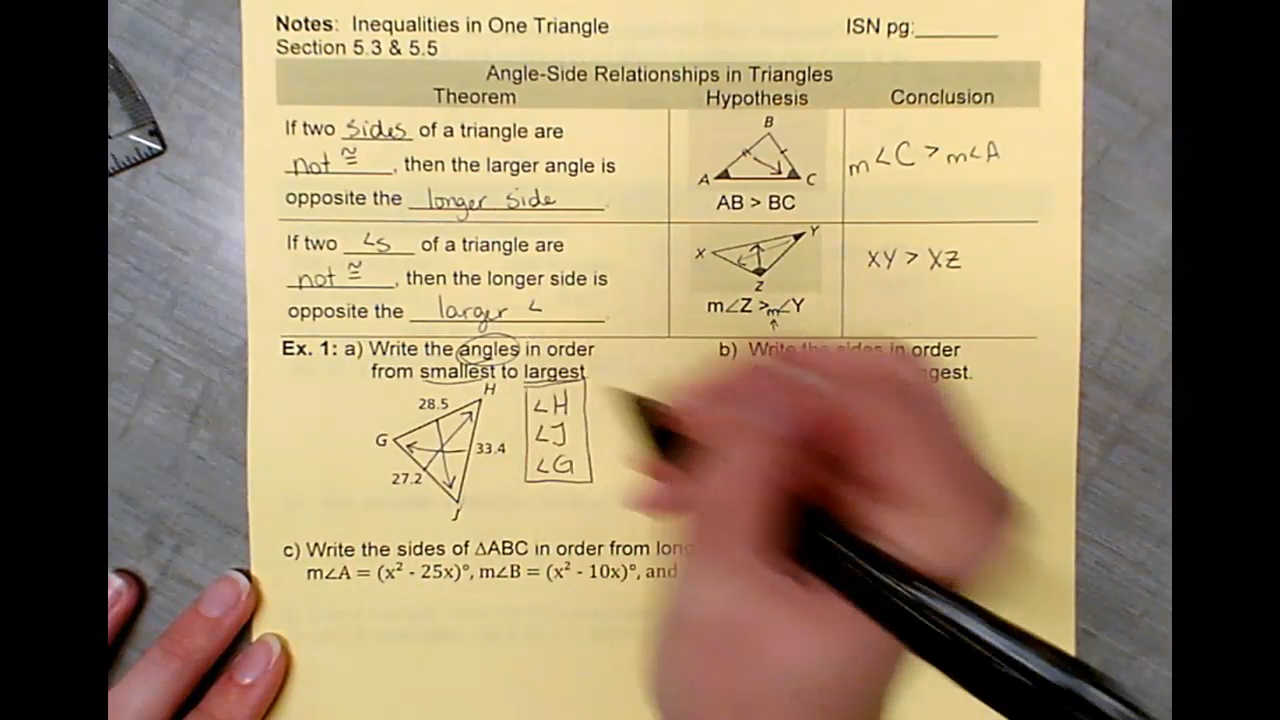 Notes: Inequalities in One Triangle ISN pg:______
Section 5.3 & 5.5
Angle-Side Relationships in Triangles
Theorem Hypothesis Conclusion
If two sides of a triangle are
not ≅, then the larger angle is
opposite the longer side.
B
A C
AB > BC
m∠C > m∠A
If two ∠s of a triangle are
not ≅, then the longer side is
opposite the larger ∠.
X Y
Z
m∠Z > m∠Y
XY > XZ
Ex. 1: a) Write the angles in order
from smallest to largest.
H
28.5
G
33.4
27.2
J
∠H
∠J
∠G
b) Write the sides in order
c) Write the sides of ΔABC in order from
m∠A = (x² - 25x)°, m∠B = (x² - 10x)°, and